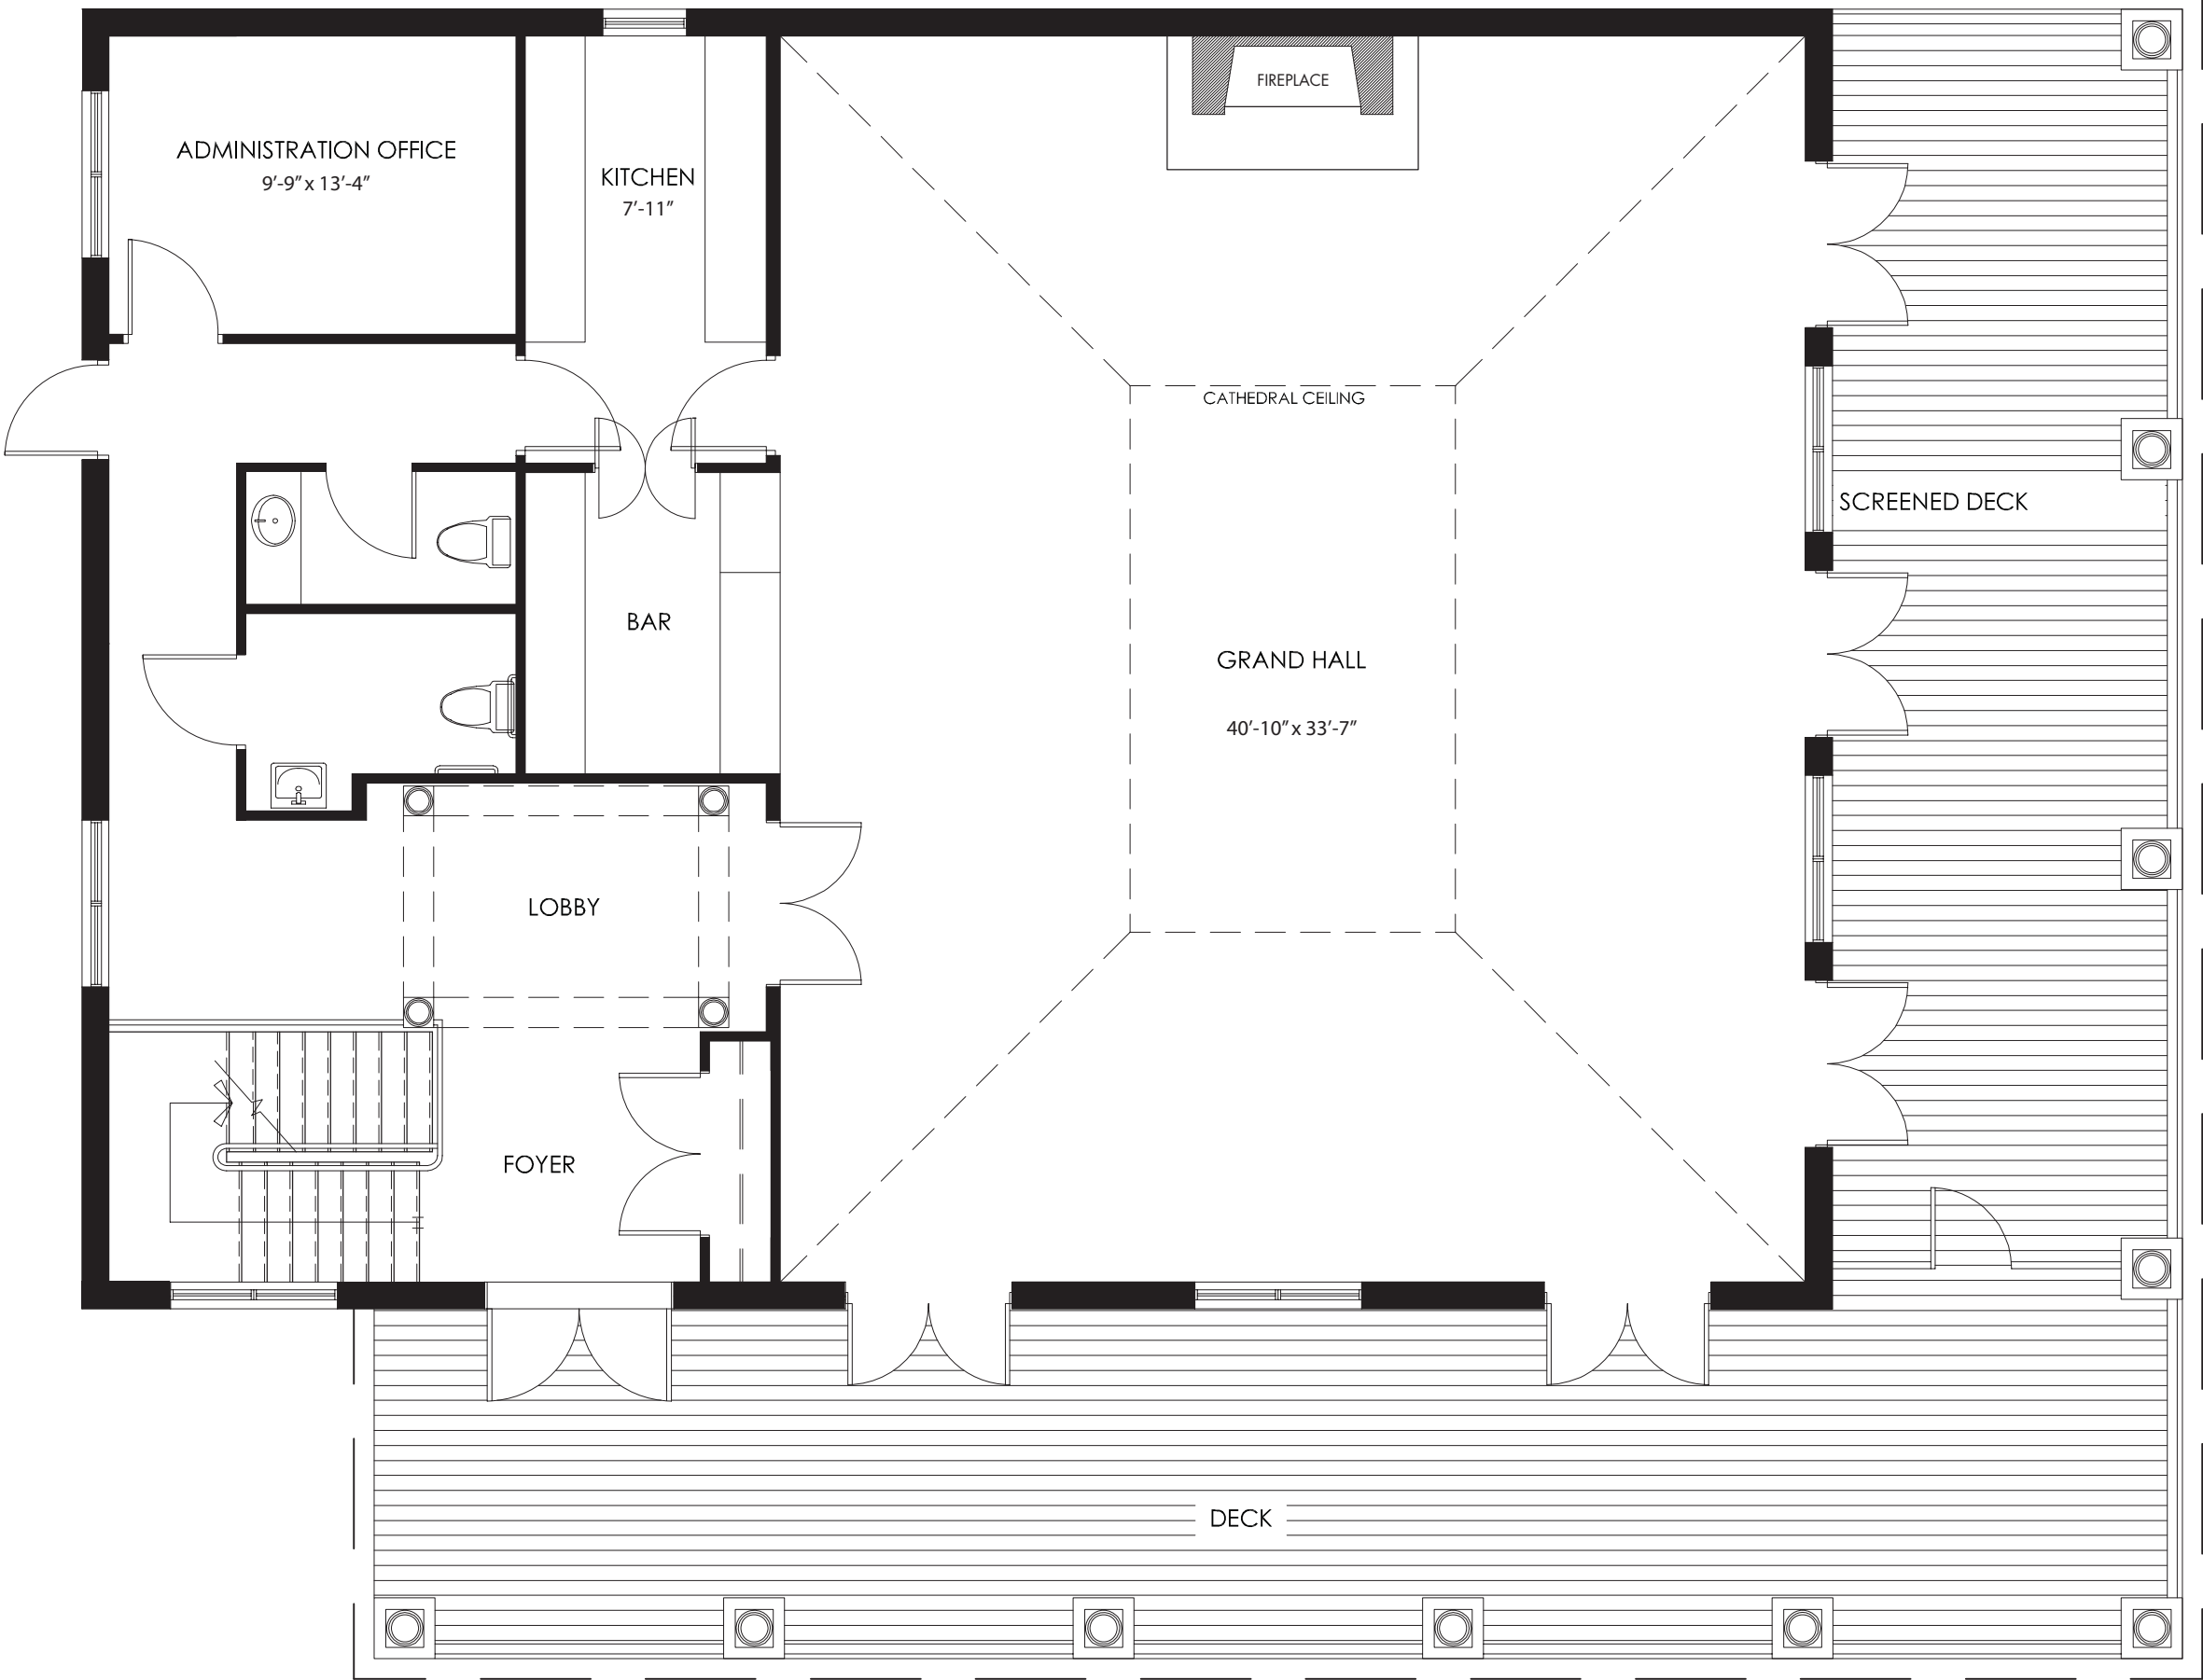 FIREPLACE
ADMINISTRATION OFFICE
9′-9″ x 13′-4″
KITCHEN
7′-11″
CATHEDRAL CEILING
SCREENED DECK
BAR
GRAND HALL
40′-10″ x 33′-7″
LOBBY
FOYER
DECK